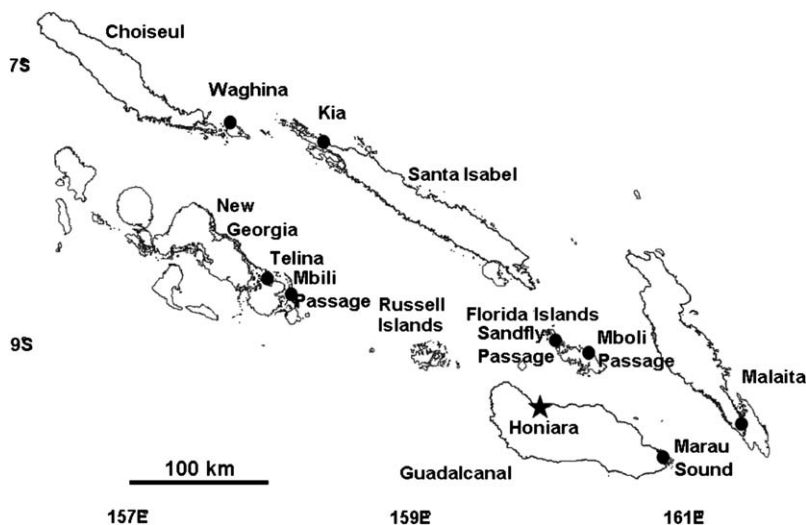 Choiseul
7S
Waghina
Kia
Santa Isabel
New
Georgia
Telina
Mbili
Passage
Russell
Islands
Florida Islands
Sandfly
Passage
Mboli
Passage
9S
Malaita
Honiara
Marau
Sound
Guadalcanal
100 km
157E
159E
161E